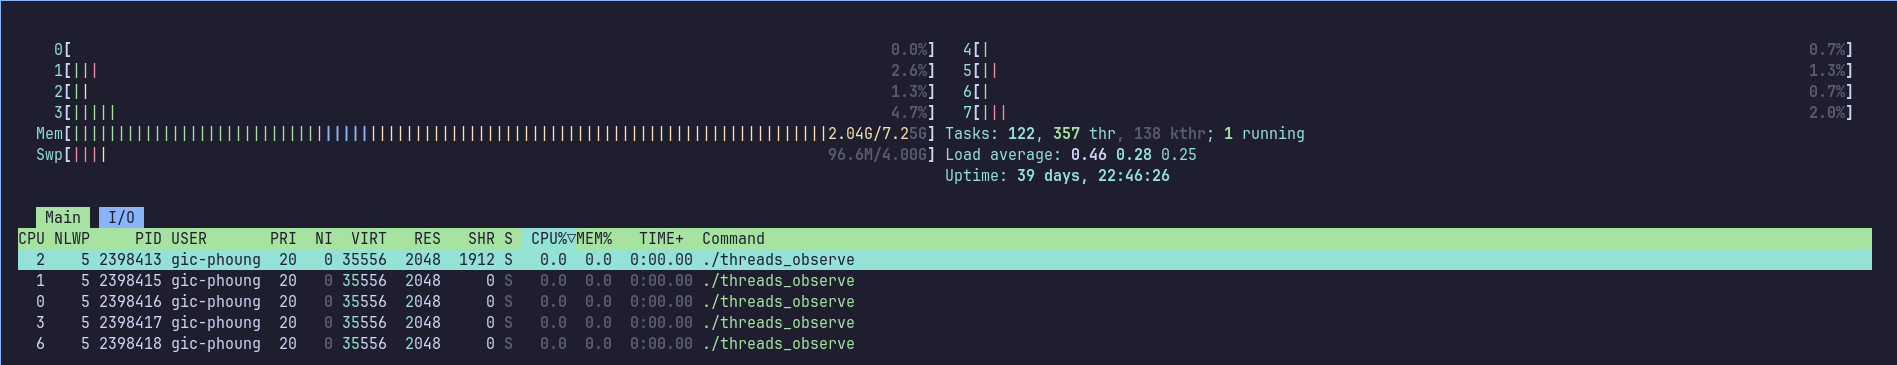 0[ 0.0%] 4[| 0.7%]
1[||| 2.6%] 5[|| 1.3%]
2[|| 1.3%] 6[| 0.7%]
3[||||| 4.7%] 7[||| 2.0%]
Mem[||||||||||||||||||||||||||||||||||||||||||||||||||||||||||||||||||||||||||||||||||||2.04G/7.25G] Tasks: 122, 357 thr, 138 kthr; 1 running
Swp[|||| 96.6M/4.00G] Load average: 0.46 0.28 0.25
Uptime: 39 days, 22:46:26
Main I/O
CPU NLWP PID USER PRI NI VIRT RES SHR S CPU%▽MEM% TIME+ Command
2 5 2398413 gic-phoung 20 0 35556 2048 1912 S 0.0 0.0 0:00.00 ./threads_observe
1 5 2398415 gic-phoung 20 0 35556 2048 0 S 0.0 0.0 0:00.00 ./threads_observe
0 5 2398416 gic-phoung 20 0 35556 2048 0 S 0.0 0.0 0:00.00 ./threads_observe
3 5 2398417 gic-phoung 20 0 35556 2048 0 S 0.0 0.0 0:00.00 ./threads_observe
6 5 2398418 gic-phoung 20 0 35556 2048 0 S 0.0 0.0 0:00.00 ./threads_observe